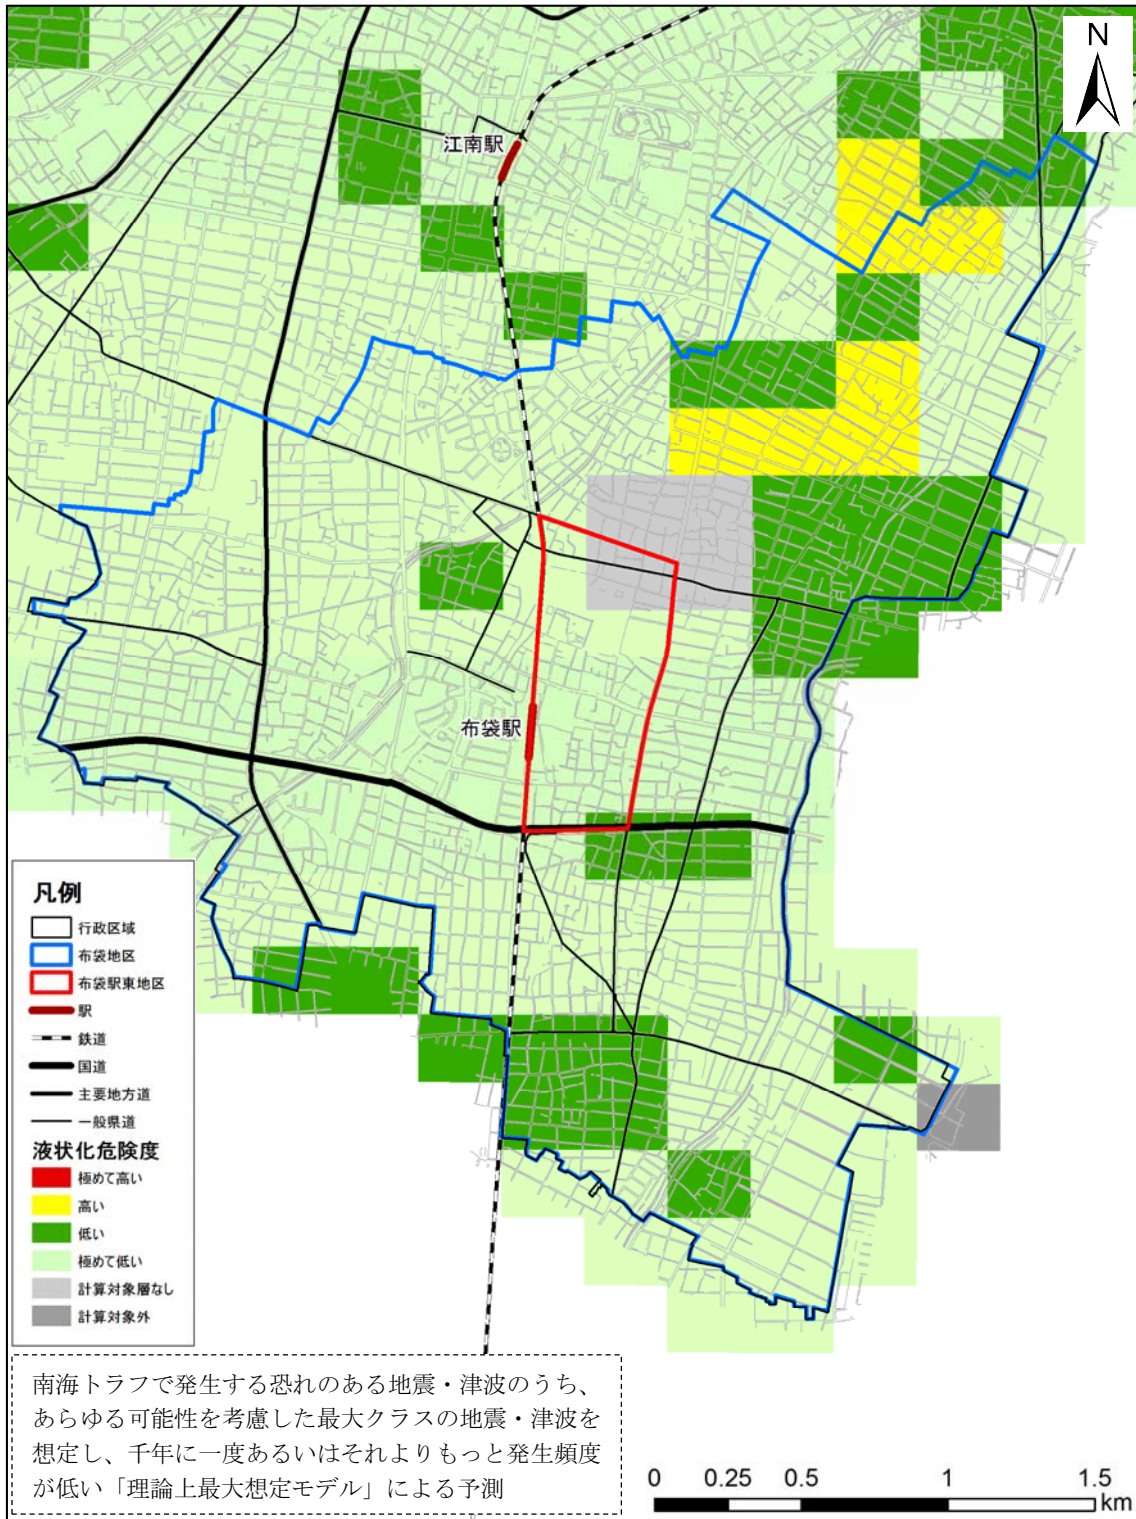 N
江南駅
布袋駅
凡例
行政区域
布袋地区
布袋駅東地区
駅
鉄道
国道
主要地方道
一般県道
液状化危険度
極めて高い
高い
低い
極めて低い
計算対象層なし
計算対象外
南海トラフで発生する恐れのある地震・津波のうち、
あらゆる可能性を考慮した最大クラスの地震・津波を
想定し、千年に一度あるいはそれよりもっと発生頻度
が低い「理論上最大想定モデル」による予測
0 0.25 0.5 1 1.5
km